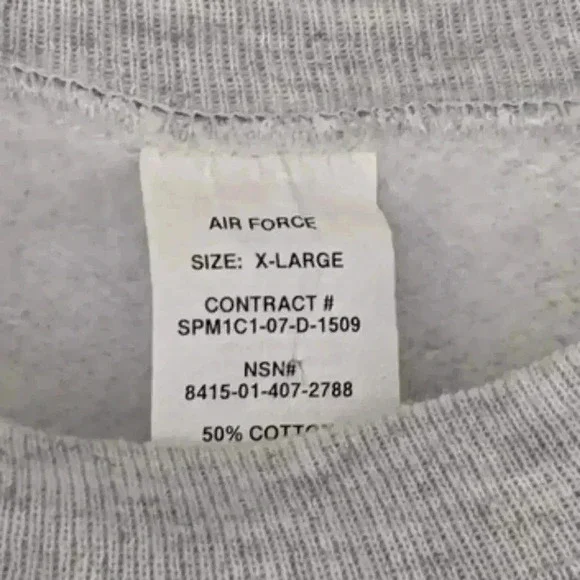 AIR FORCE
SIZE: X-LARGE
CONTRACT #
SPM1C1-07-D-1509
NSN#
8415-01-407-2788
50%